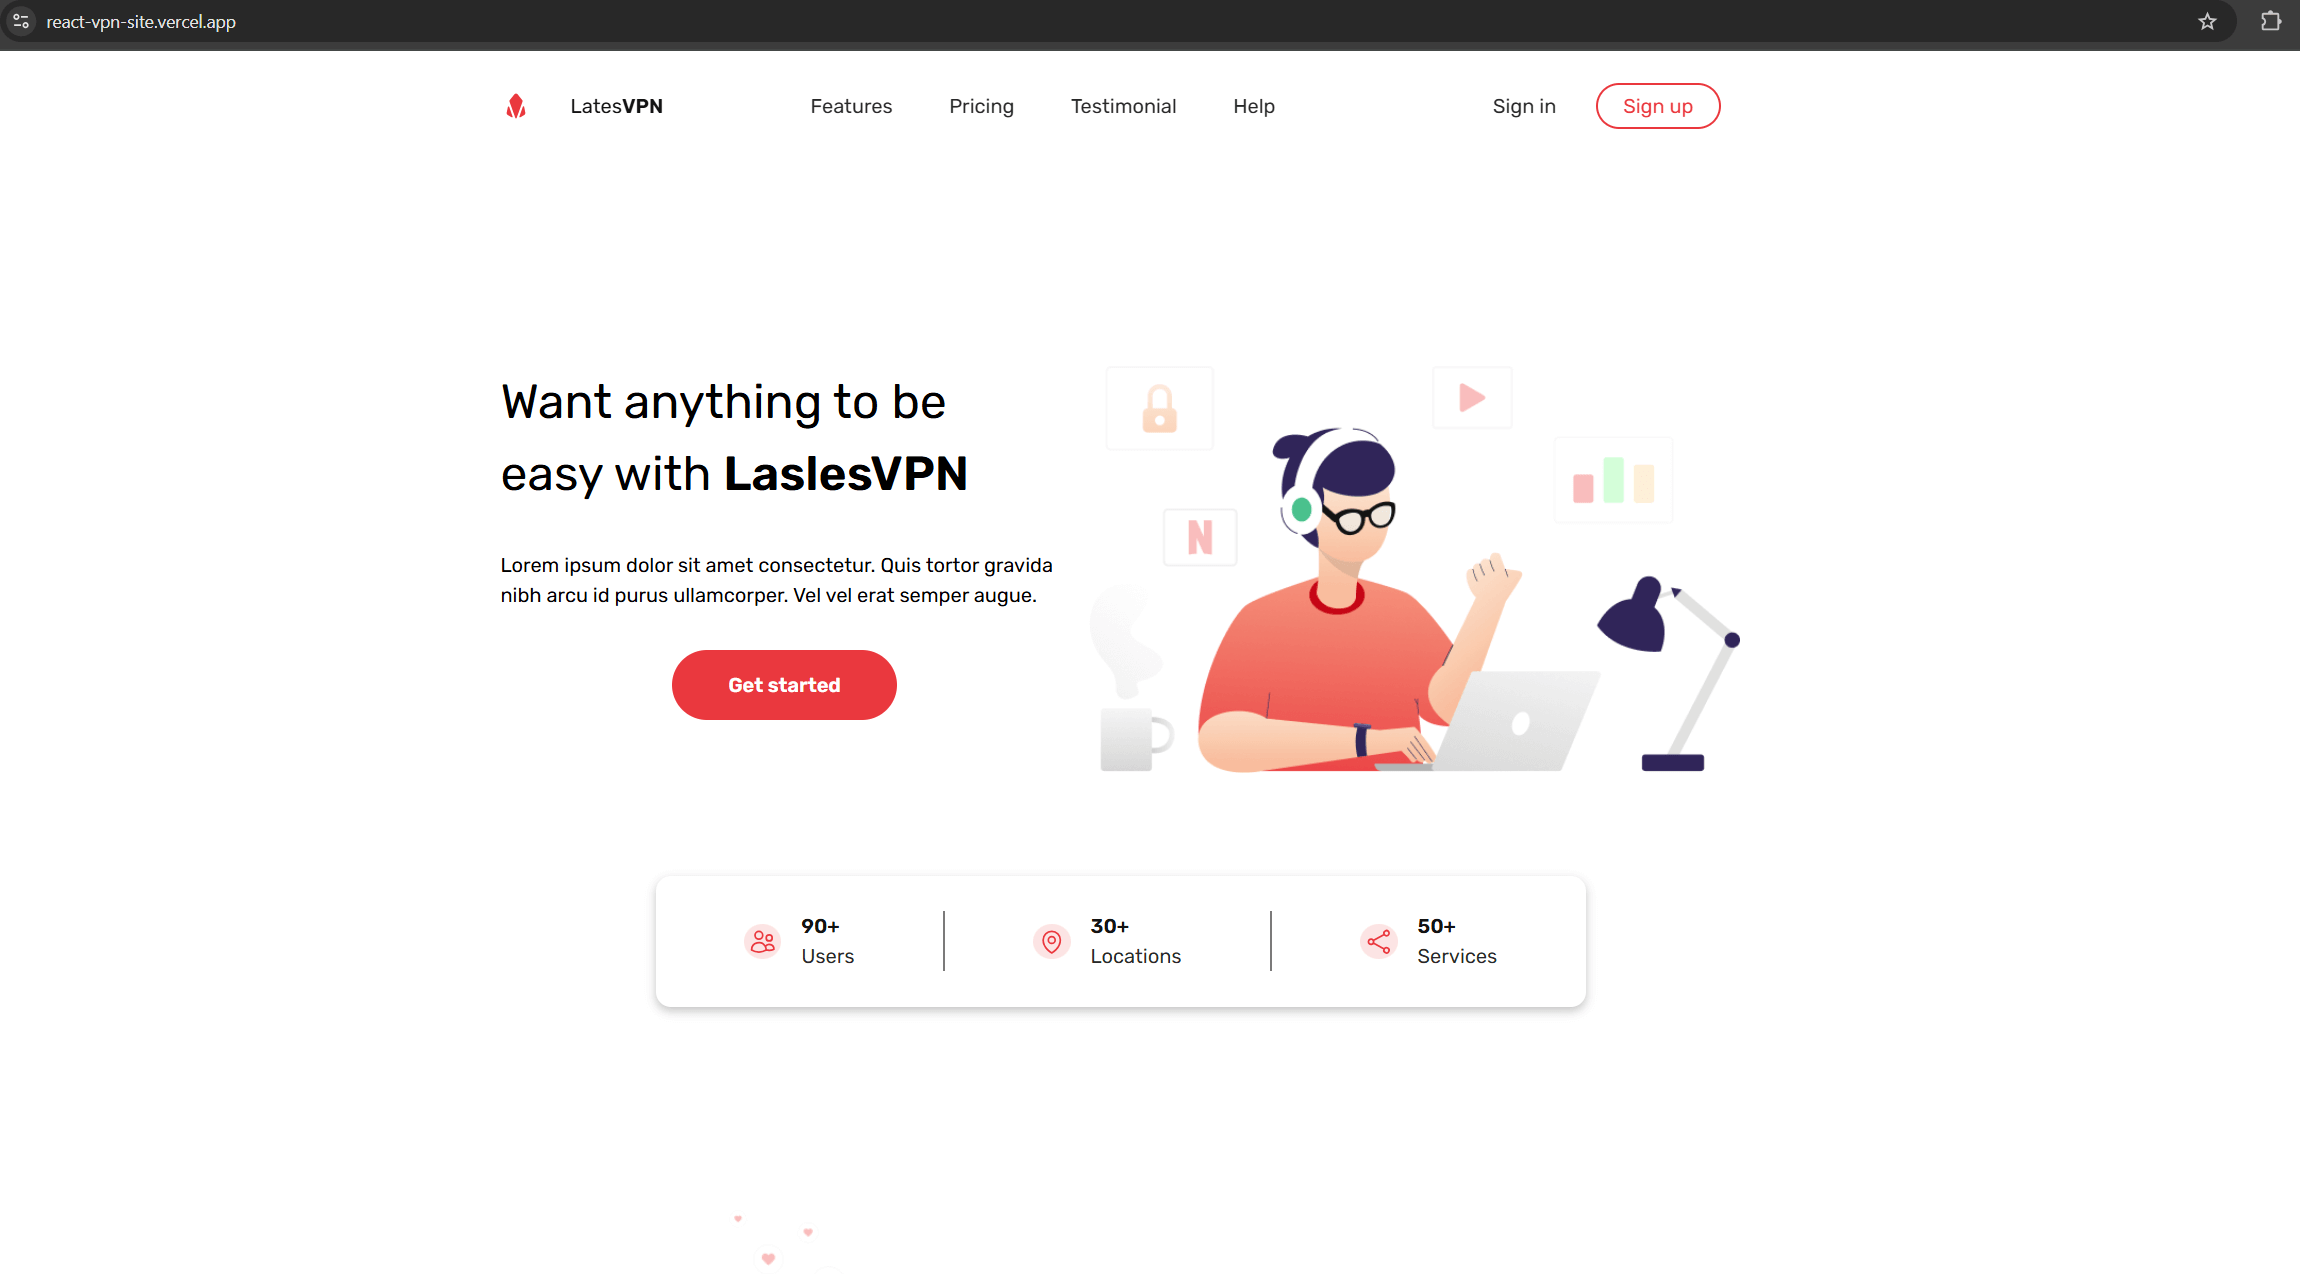 react-vpn-site.vercel.app
LatesVPN
Features
Pricing
Testimonial
Help
Sign in
Sign up
Want anything to be
easy with LaslesVPN
Lorem ipsum dolor sit amet consectetur. Quis tortor gravida
nibh arcu id purus ullamcorper. Vel vel erat semper augue.
Get started
N
90+
Users
30+
Locations
50+
Services